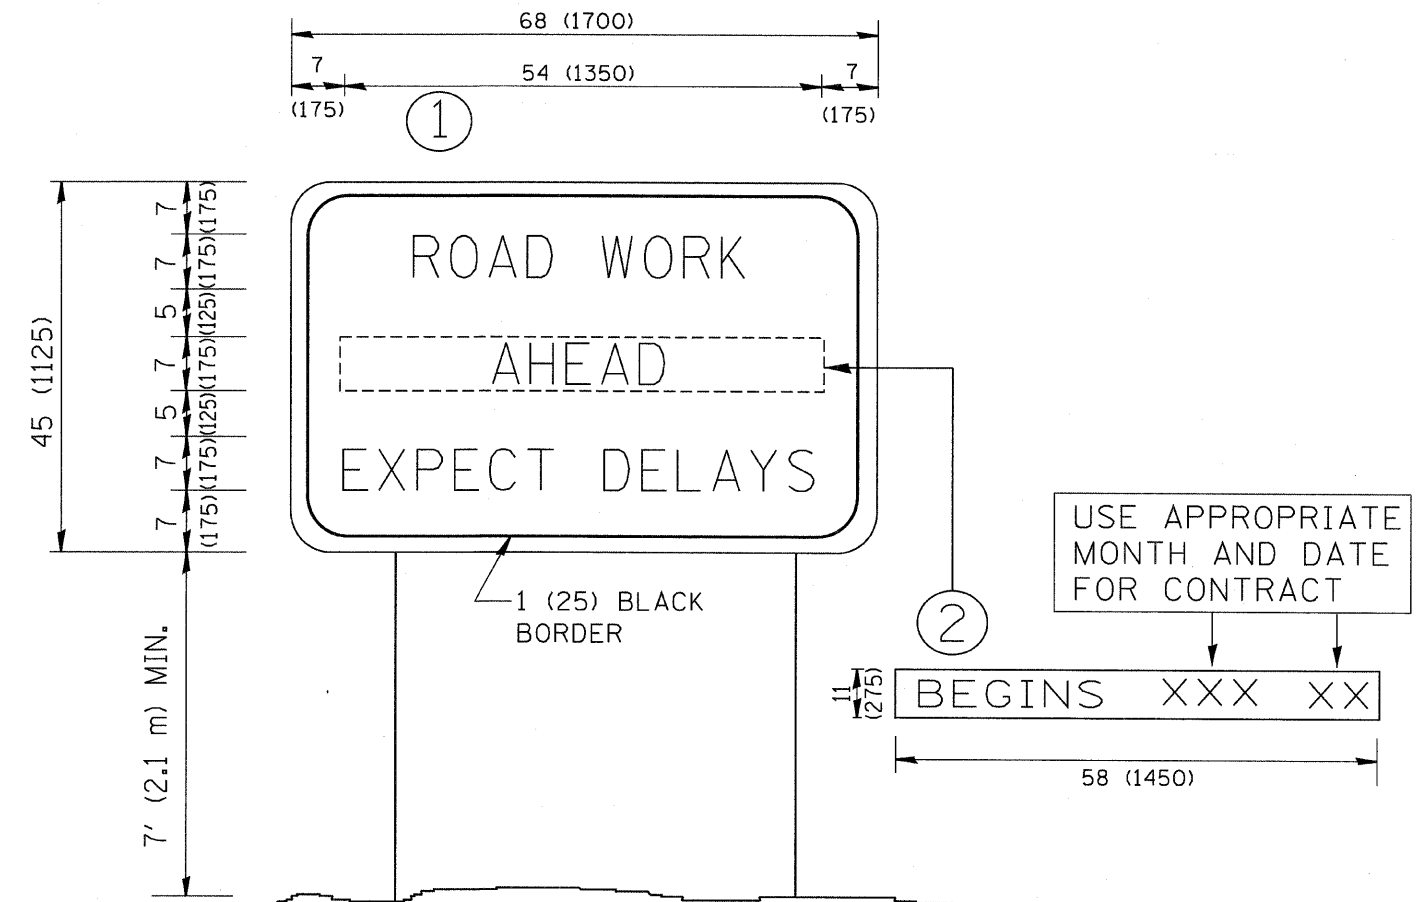 68 (1700)
7
54 (1350)
7
(175)
(175)
1
45 (1125)
7 (175)
7 (175)
5 (125)
7 (175)
5 (125)
7 (175)
7 (175)
ROAD WORK
AHEAD
EXPECT DELAYS
1 (25) BLACK
BORDER
7' (2.1 m) MIN.
USE APPROPRIATE
MONTH AND DATE
FOR CONTRACT
2
11
(275)
BEGINS XXX XX
58 (1450)